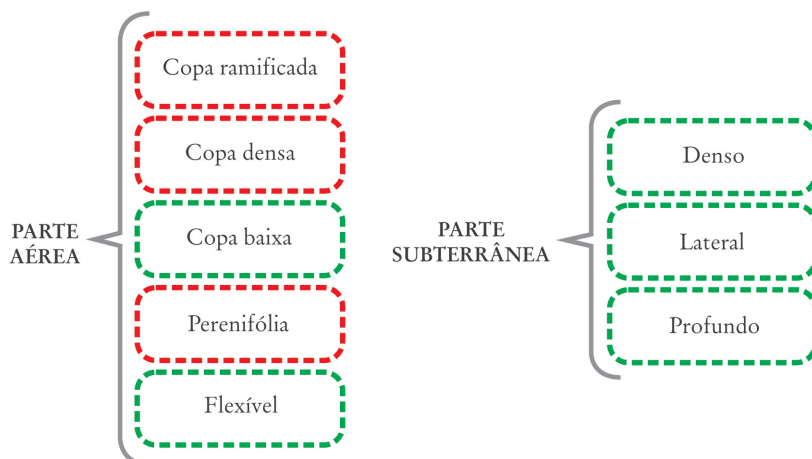 PARTE
AÉREA
Copa ramificada
Copa densa
Copa baixa
Perenifólia
Flexível
PARTE
SUBTERRÂNEA
Denso
Lateral
Profundo